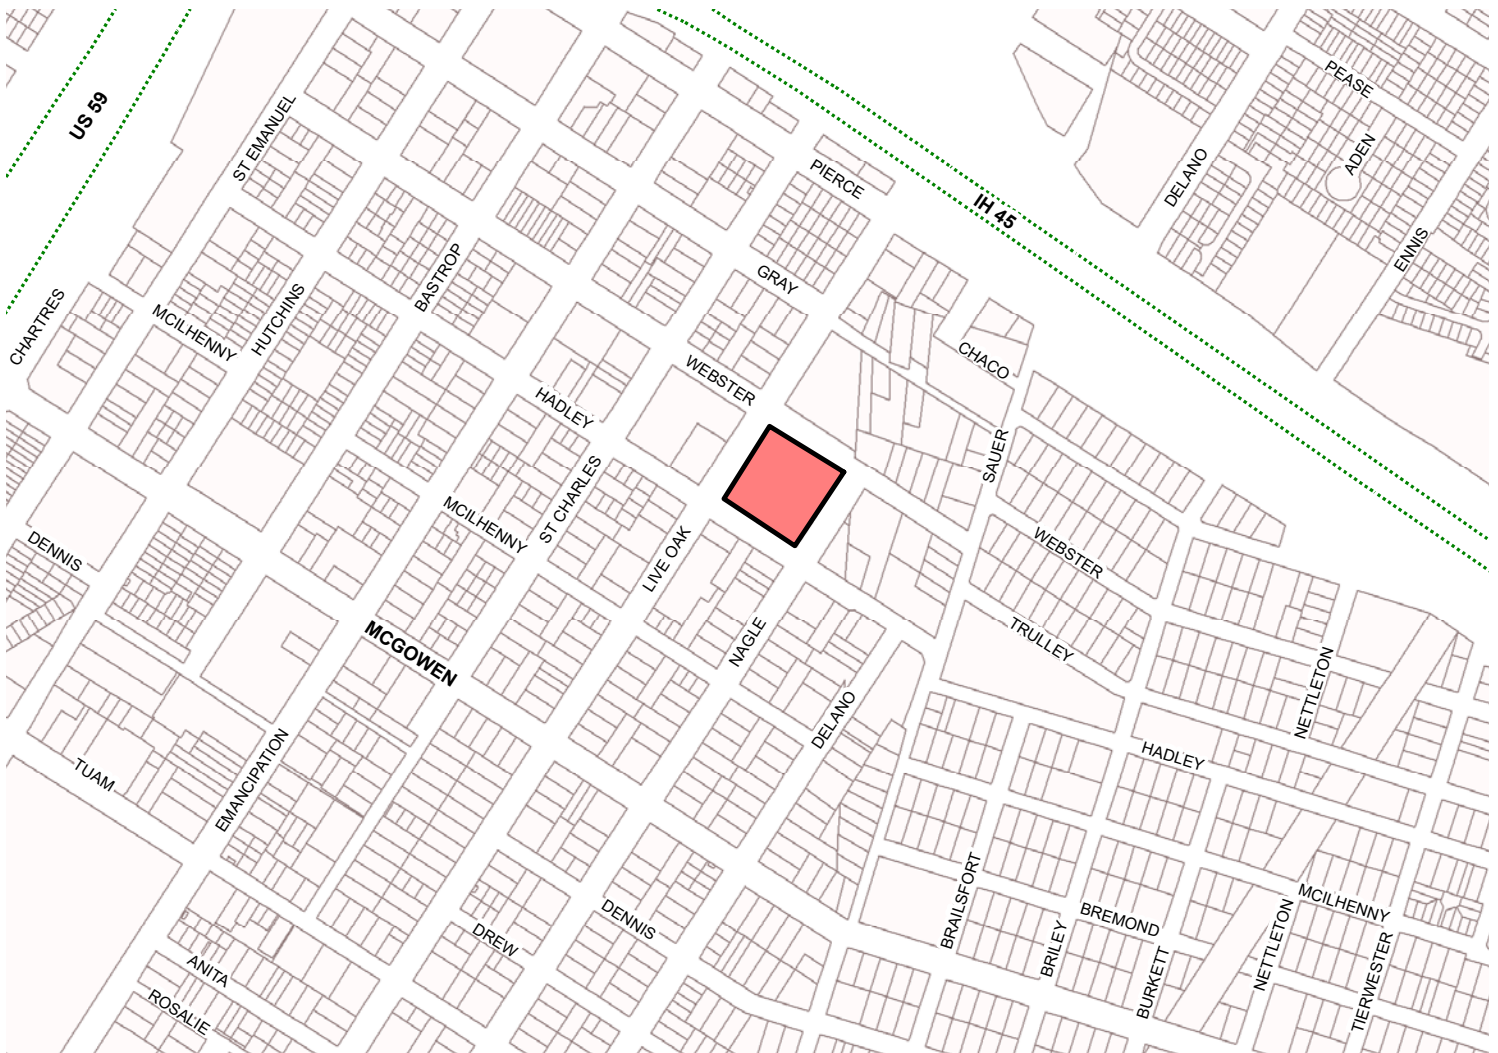 PEASE
US 59
ST EMANUEL
ADEN
DELANO
PIERCE
IH 45
ENNIS
BASTROP
GRAY
CHARTRES
MCILHENNY
HUTCHINS
CHACO
WEBSTER
HADLEY
SAUER
ST CHARLES
MCILHENNY
DENNIS
LIVE OAK
WEBSTER
MCGOWEN
NAGLE
TRULLEY
NETTLETON
DELANO
HADLEY
TUAM
EMANCIPATION
BRAILSFORT
MCILHENNY
DENNIS
BREMOND
DREW
NETTLETON
BRILEY
ANITA
BURKETT
TIERWESTER
ROSALIE